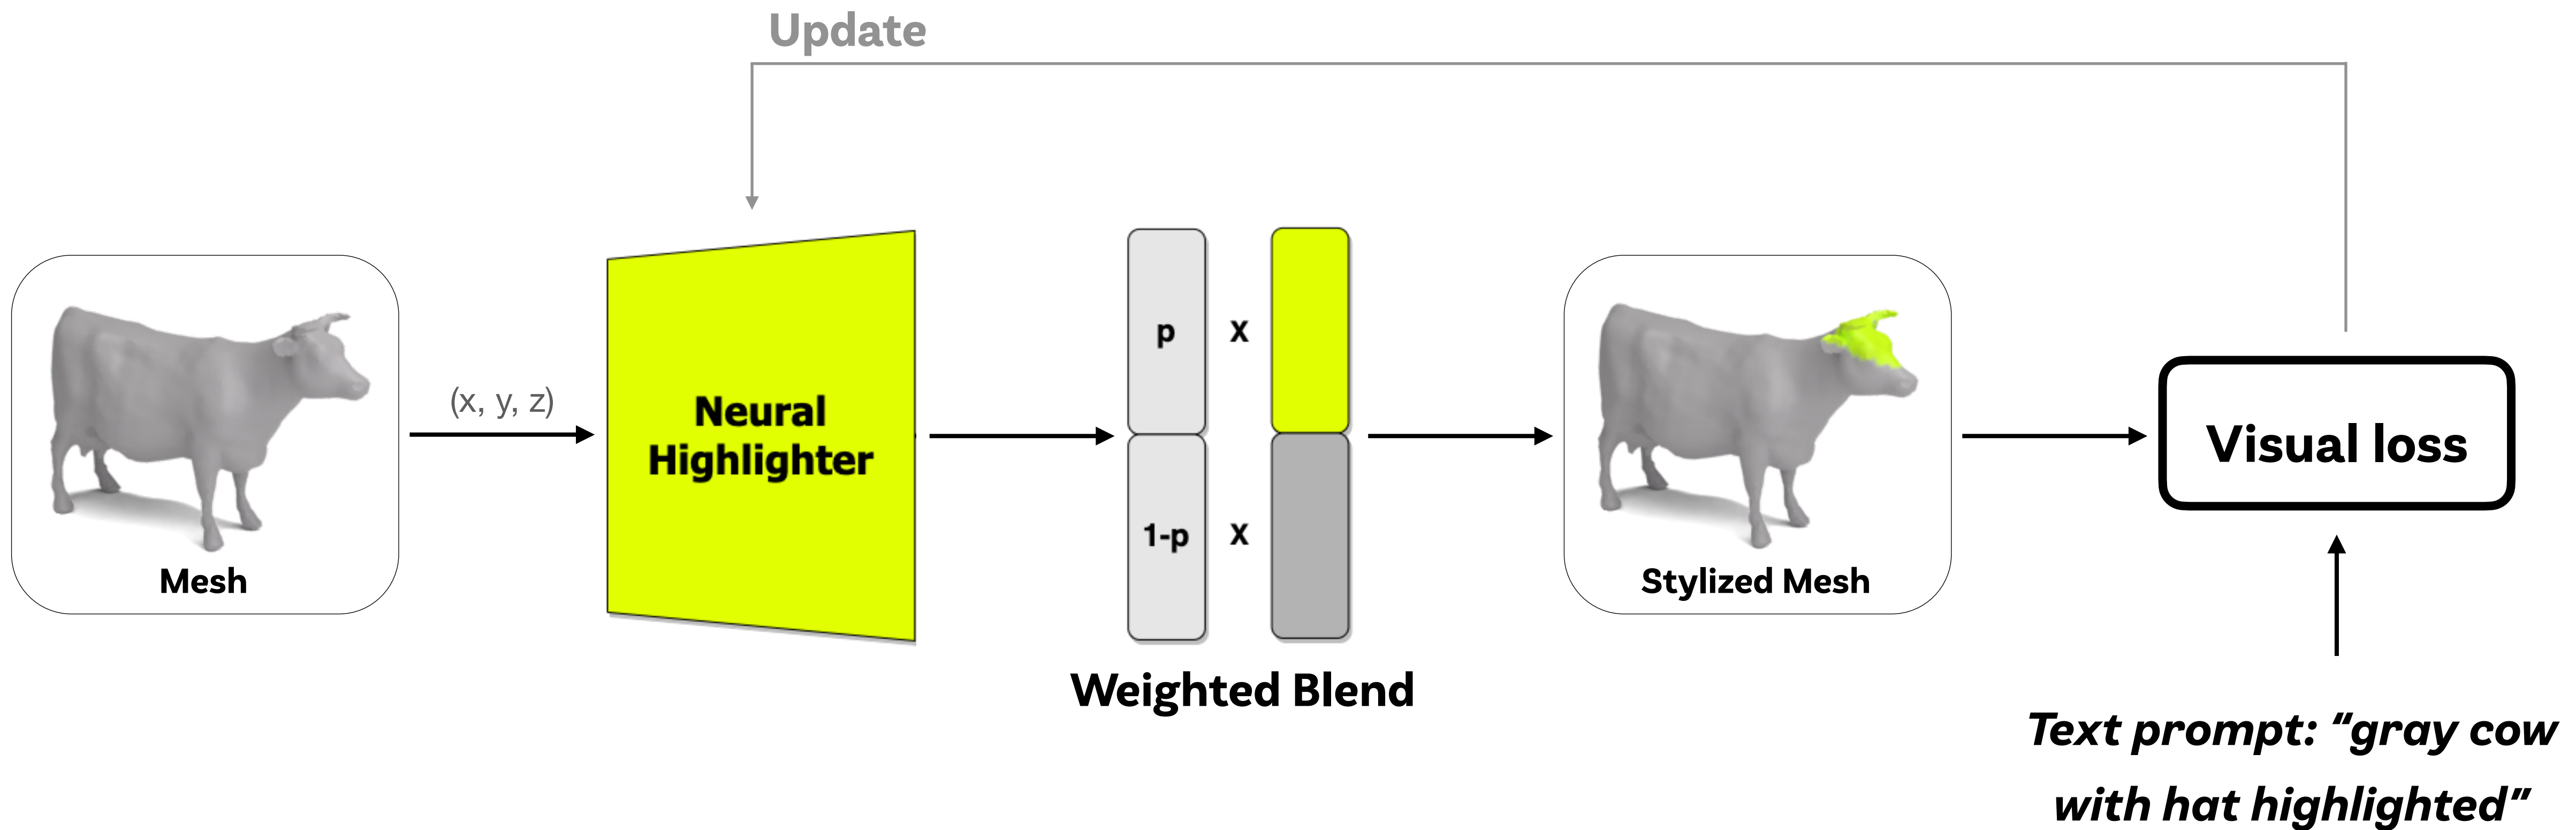 Update
(x, y, z)
Neural
Highlighter
p x
1-p x
Mesh
Weighted Blend
Stylized Mesh
Visual loss
Text prompt: “gray cow
with hat highlighted”